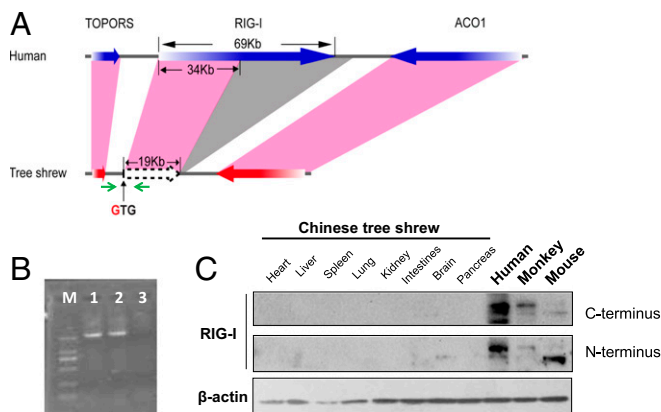 A
TOPORS RIG-I ACO1
Human
69Kb
34Kb
Tree shrew
19Kb
GTG
B
M 1 2 3
C
Chinese tree shrew
Heart Liver Spleen Lung Kidney Intestines Brain Pancreas Human Monkey Mouse
RIG-I
C-terminus
N-terminus
β-actin